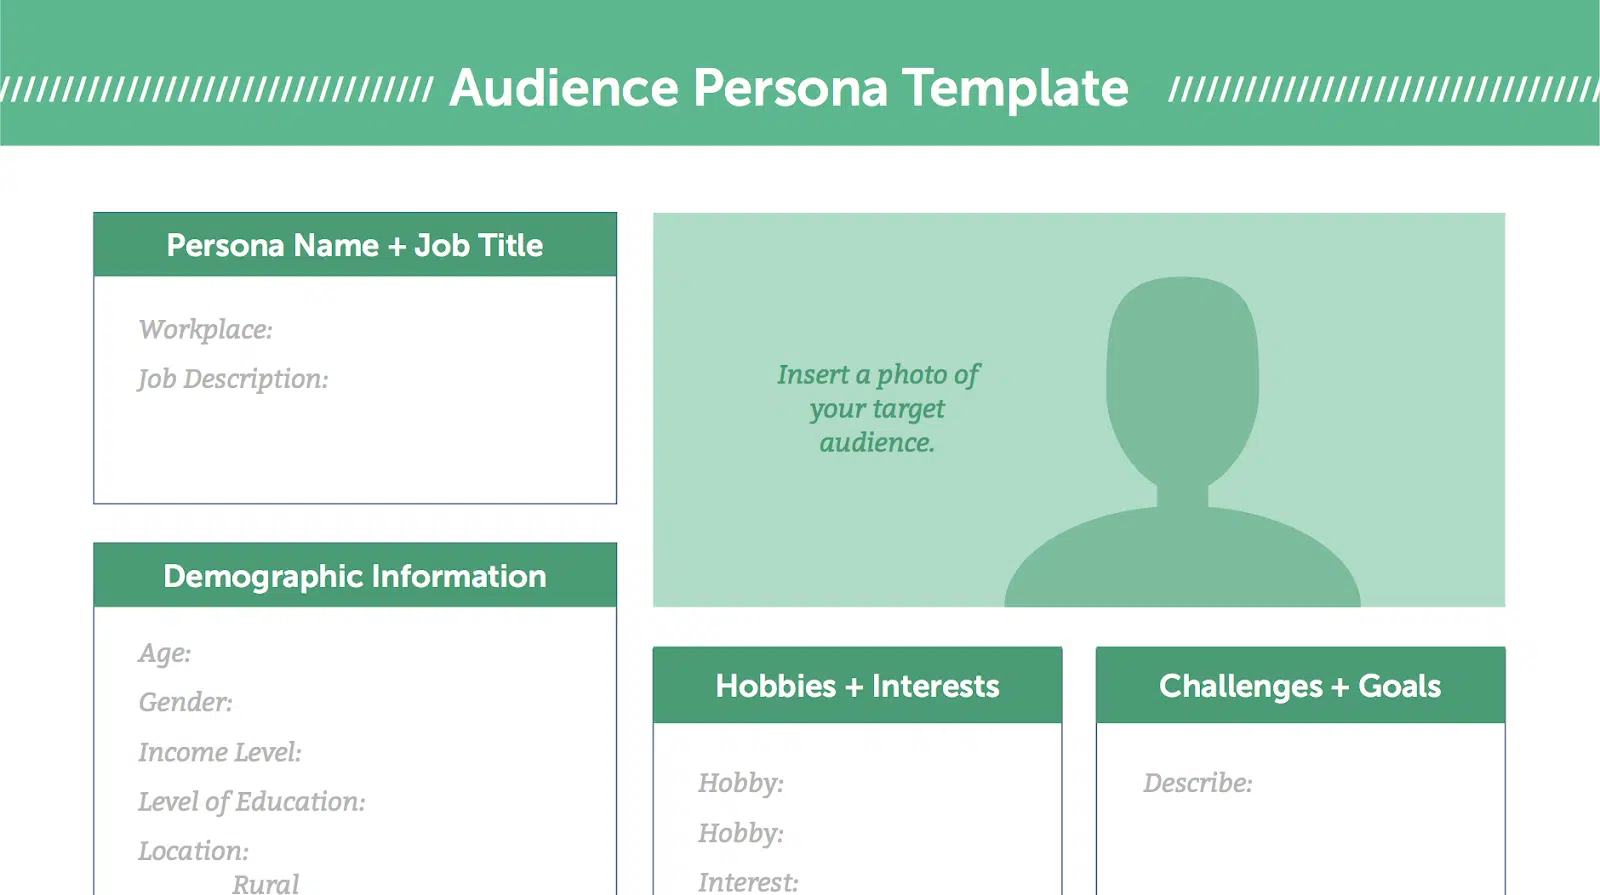 Audience Persona Template
Persona Name + Job Title
Workplace:
Job Description:
Insert a photo of
your target
audience.
Demographic Information
Age:
Gender:
Income Level:
Level of Education:
Location:
Rural
Hobbies + Interests
Hobby:
Hobby:
Interest:
Challenges + Goals
Describe: